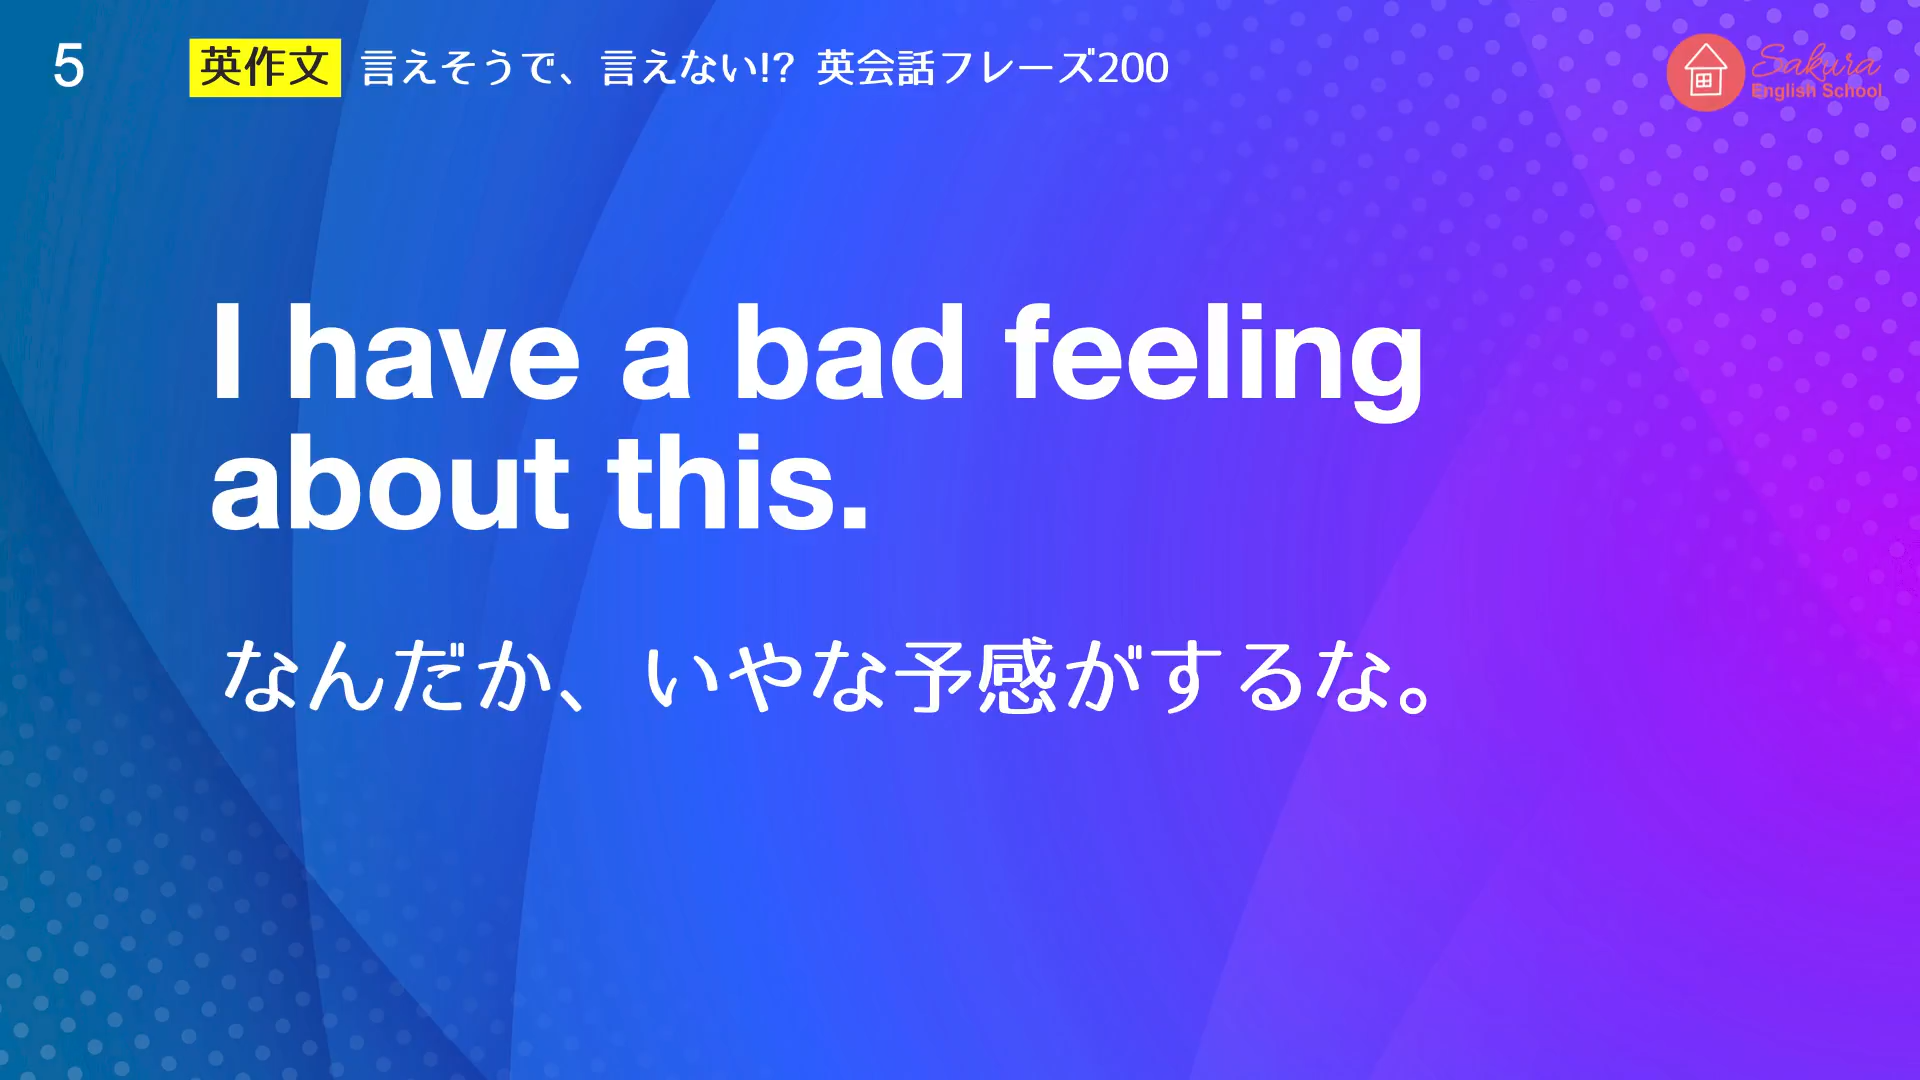 5
英作文 言えそうで、言えない!? 英会話フレーズ200
Sakura
English School
I have a bad feeling
about this.
なんだか、いやな予感がするな。